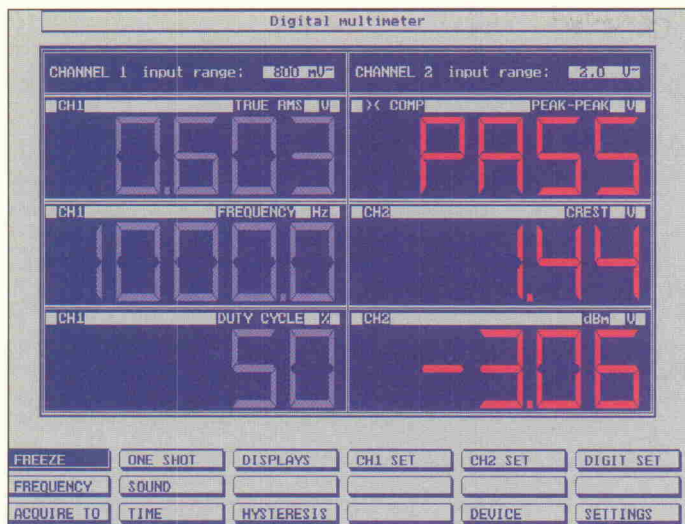 Digital multimeter
CHANNEL 1 input range: 800 mV~ CHANNEL 2 input range: 2.0 V~
CH1 TRUE RMS V >< COMP PEAK-PEAK V
0.603 PASS
CH1 FREQUENCY Hz CH2 CREST V
1000.0 1.44
CH1 DUTY CYCLE % CH2 dBm V
50 -3.06
FREEZE ONE SHOT DISPLAYS CH1 SET CH2 SET DIGIT SET
FREQUENCY SOUND
ACQUIRE TO TIME HYSTERESIS DEVICE SETTINGS